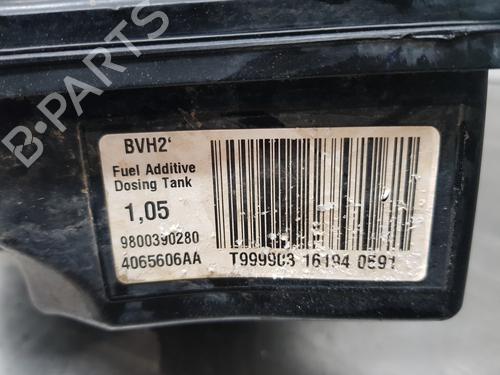 B-PARTS
BVH2'
Fuel Additive
Dosing Tank
1,05
9800390280
4065606AA
T999903 16194 0591